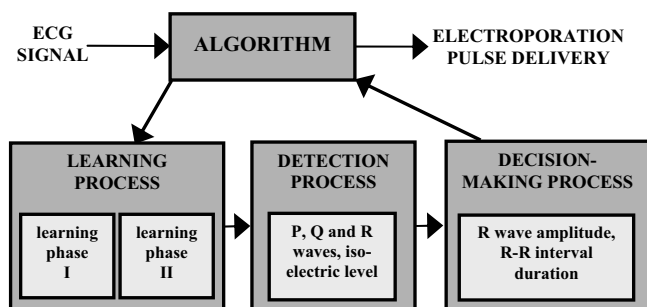 ECG
SIGNAL
ALGORITHM
ELECTROPORATION
PULSE DELIVERY
LEARNING
PROCESS
learning
phase
I
learning
phase
II
DETECTION
PROCESS
P, Q and R
waves, iso-
electric level
DECISION-
MAKING PROCESS
R wave amplitude,
R-R interval
duration